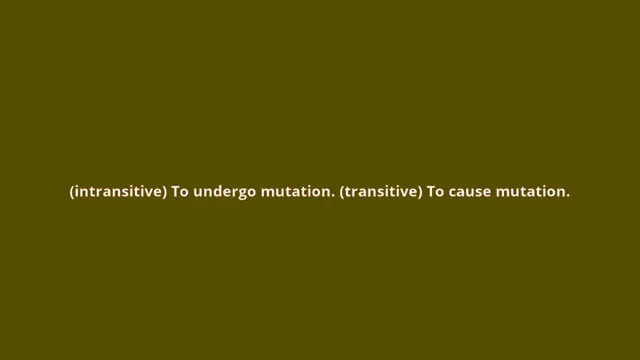 (intransitive) To undergo mutation. (transitive) To cause mutation.